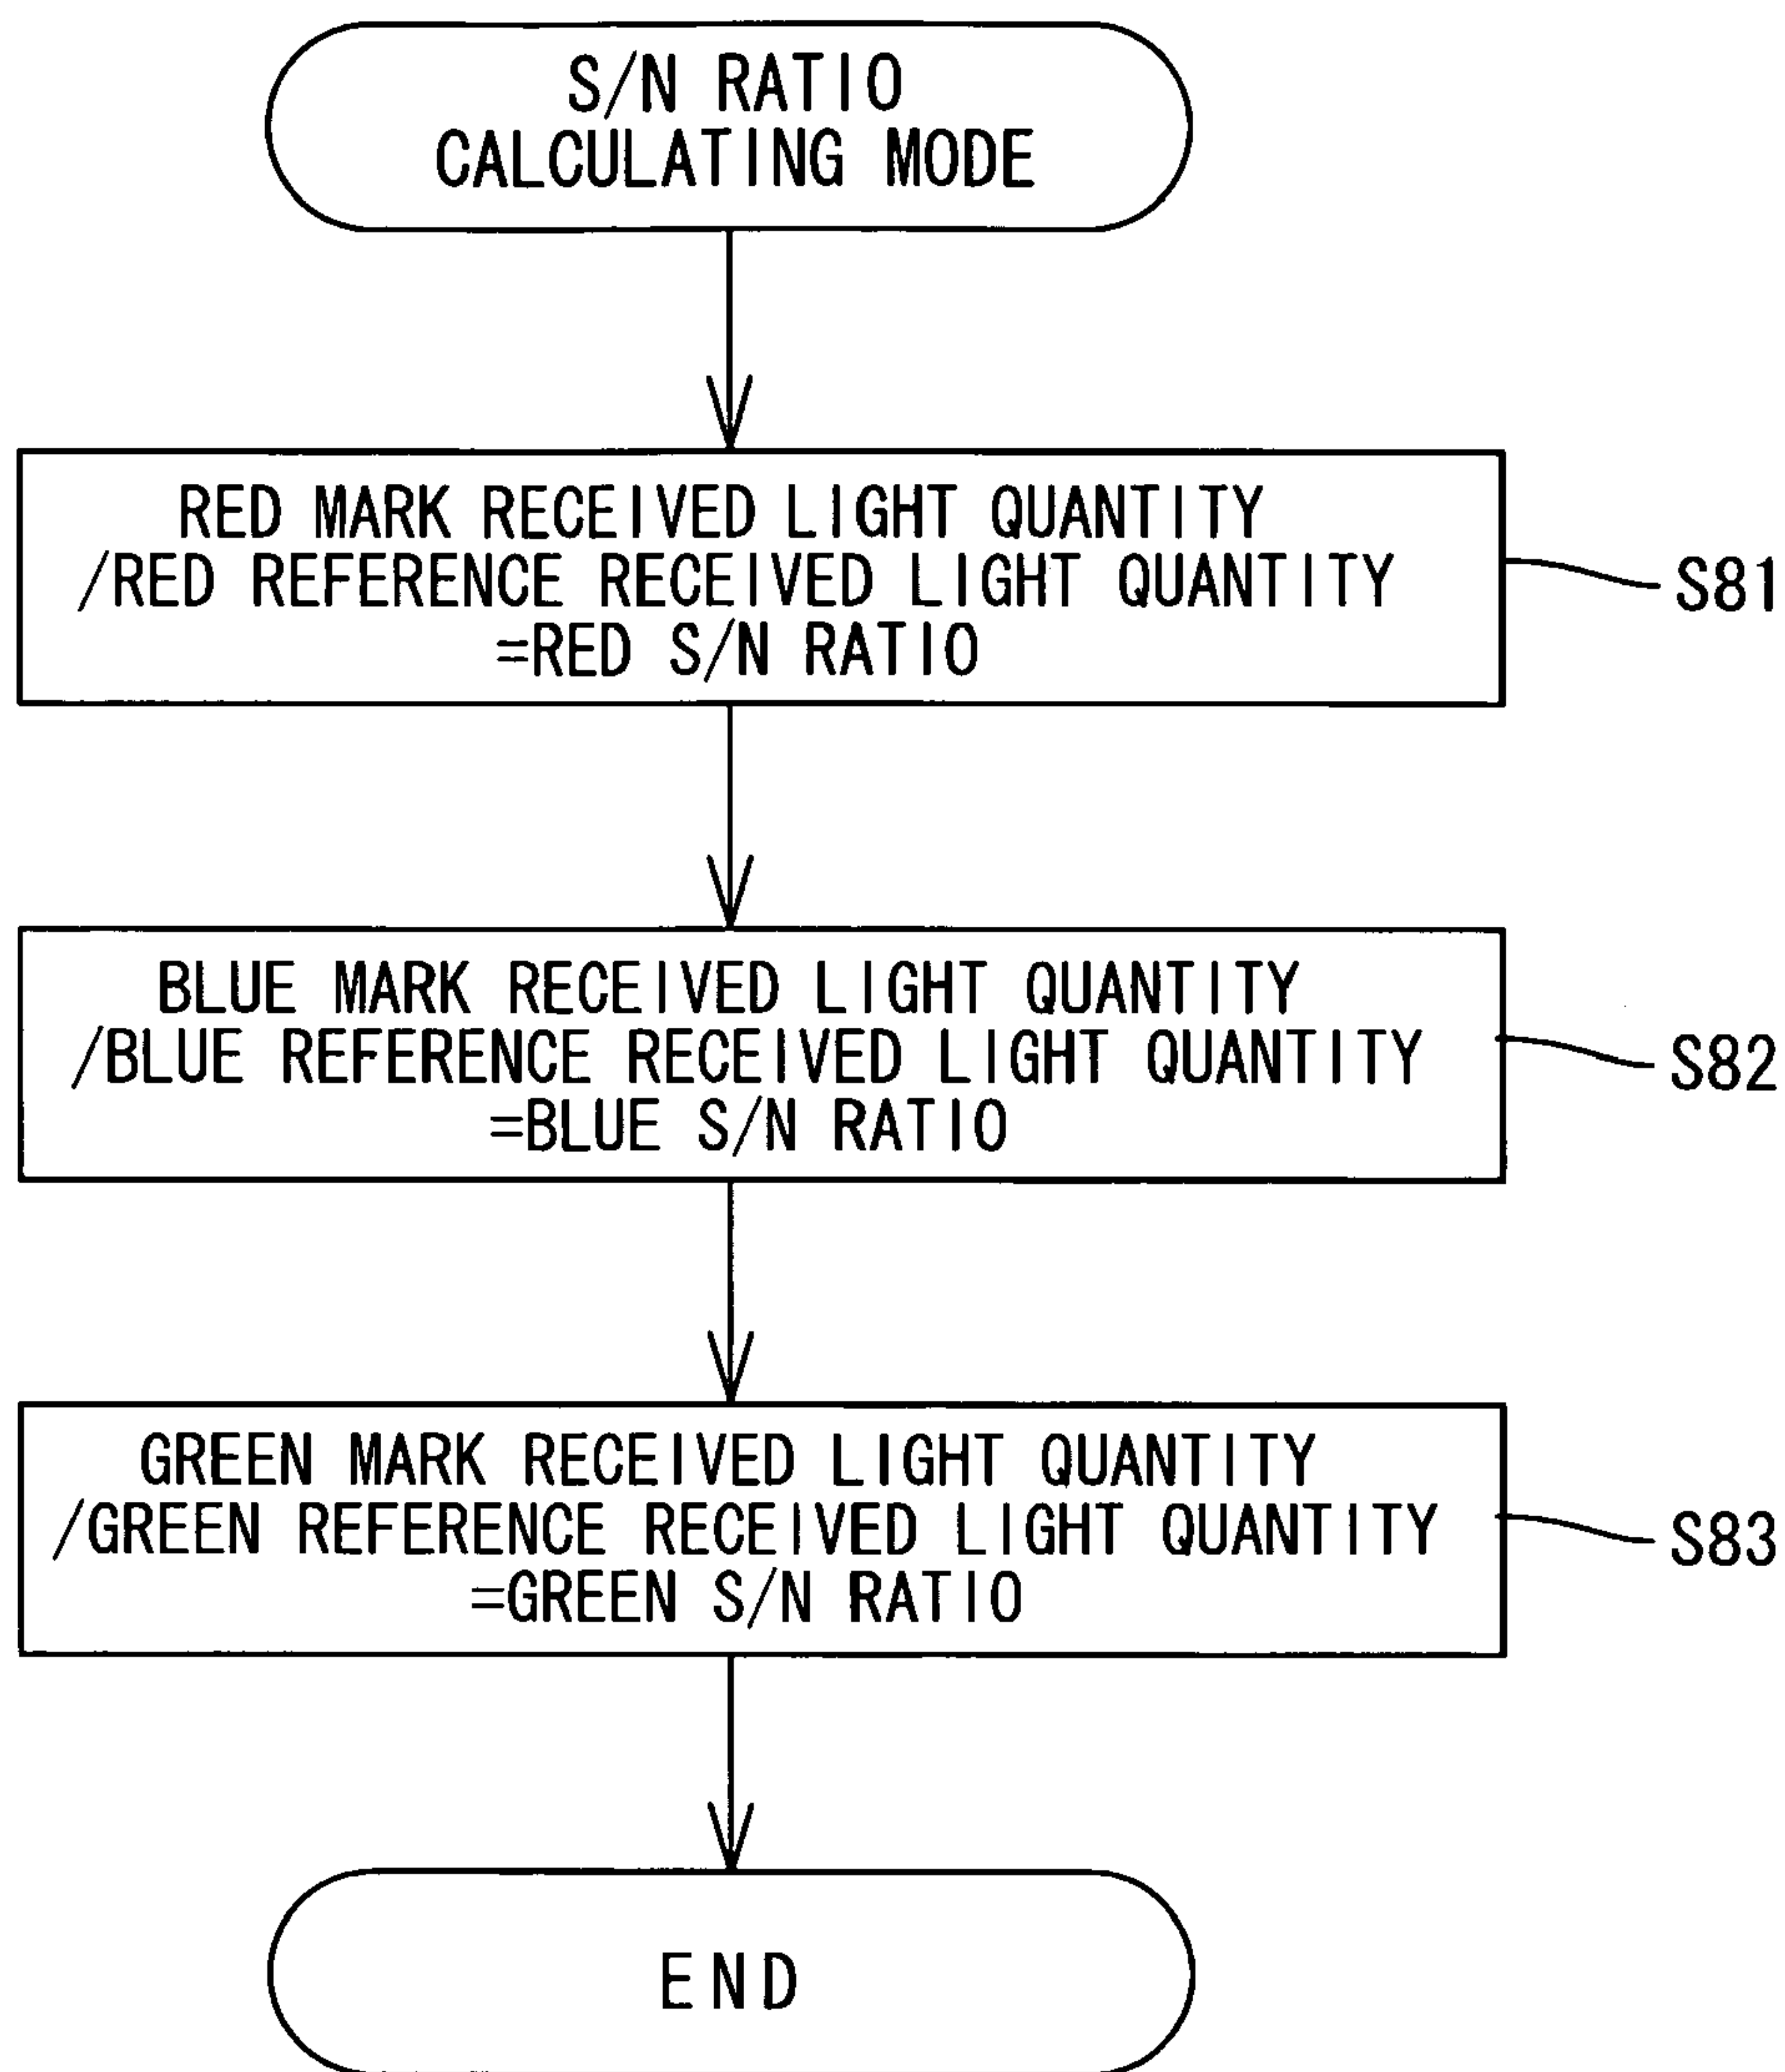 S/N RATIO
CALCULATING MODE
RED MARK RECEIVED LIGHT QUANTITY
/RED REFERENCE RECEIVED LIGHT QUANTITY
=RED S/N RATIO
S81
BLUE MARK RECEIVED LIGHT QUANTITY
/BLUE REFERENCE RECEIVED LIGHT QUANTITY
=BLUE S/N RATIO
S82
GREEN MARK RECEIVED LIGHT QUANTITY
/GREEN REFERENCE RECEIVED LIGHT QUANTITY
=GREEN S/N RATIO
S83
END